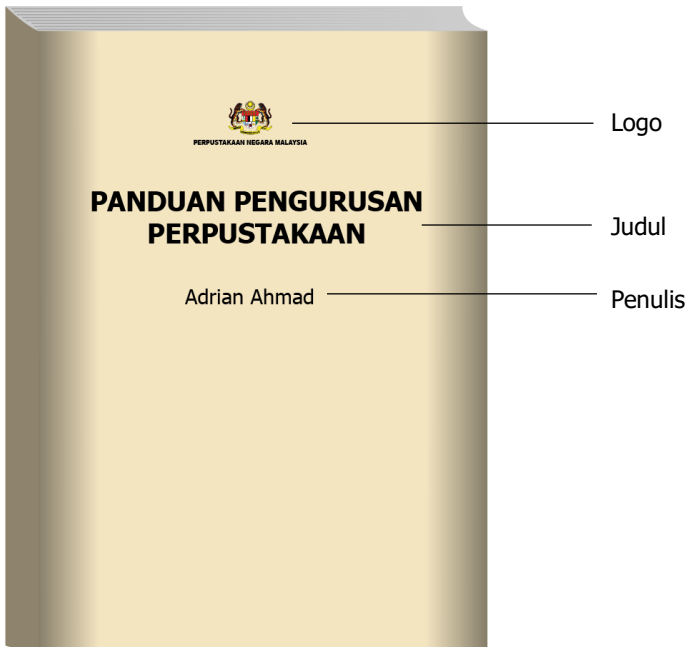 PERPUSTAKAAN NEGARA MALAYSIA
Logo
PANDUAN PENGURUSAN
PERPUSTAKAAN
Judul
Adrian Ahmad
Penulis